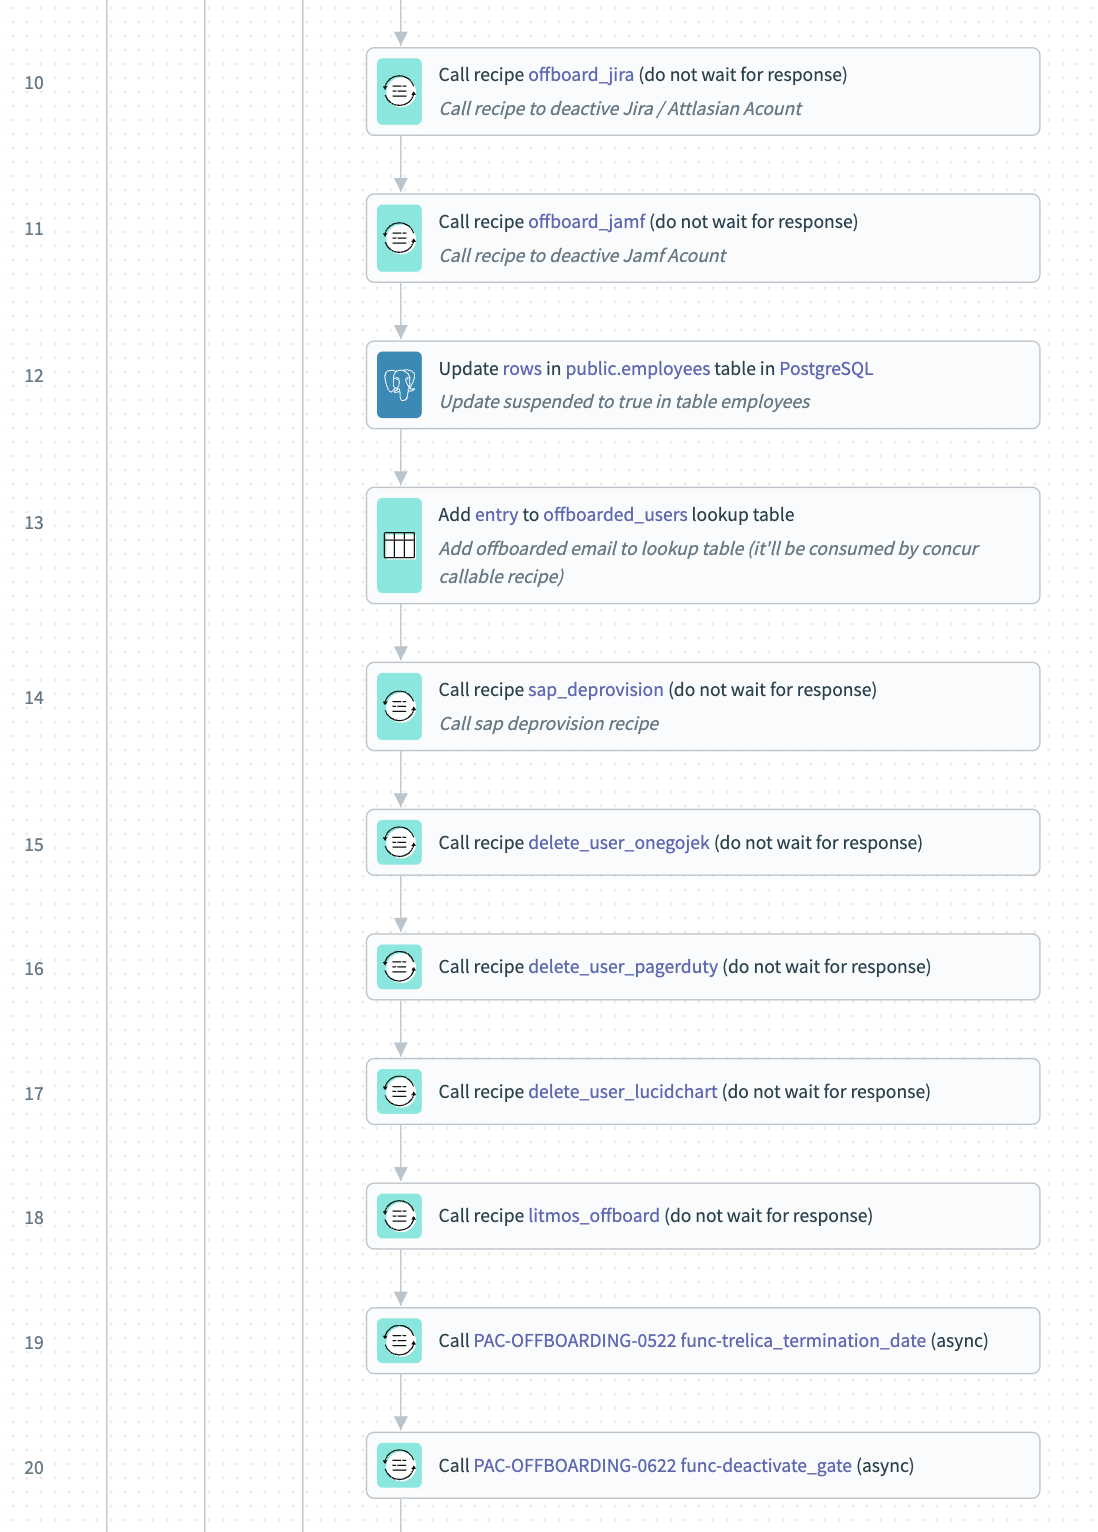 10
Call recipe offboard_jira (do not wait for response)
Call recipe to deactive Jira / Attlasian Acount
11
Call recipe offboard_jamf (do not wait for response)
Call recipe to deactive Jamf Acount
12
Update rows in public.employees table in PostgreSQL
Update suspended to true in table employees
13
Add entry to offboarded_users lookup table
Add offboarded email to lookup table (it'll be consumed by concur
callable recipe)
14
Call recipe sap_deprovision (do not wait for response)
Call sap deprovision recipe
15
Call recipe delete_user_onegojek (do not wait for response)
16
Call recipe delete_user_pagerduty (do not wait for response)
17
Call recipe delete_user_lucidchart (do not wait for response)
18
Call recipe litmos_offboard (do not wait for response)
19
Call PAC-OFFBOARDING-0522 func-trelica_termination_date (async)
20
Call PAC-OFFBOARDING-0622 func-deactivate_gate (async)